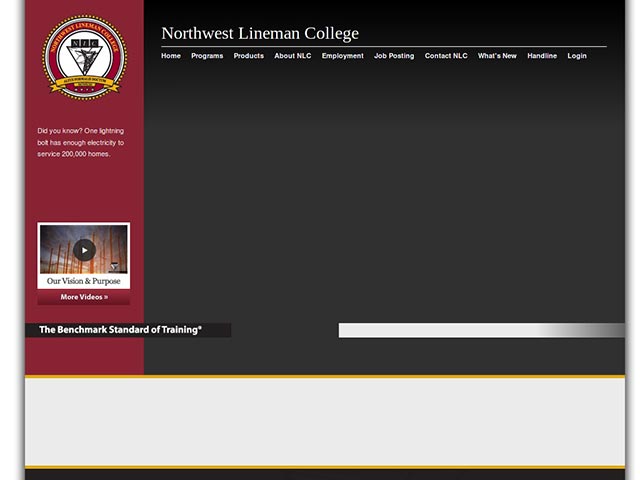 NORTHWEST LINEMAN COLLEGE
NLC
Northwest Lineman College
Home Programs Products About NLC Employment Job Posting Contact NLC What's New Handline Login
Did you know? One lightning
bolt has enough electricity to
service 200,000 homes.
Our Vision & Purpose
More Videos »
The Benchmark Standard of Training®